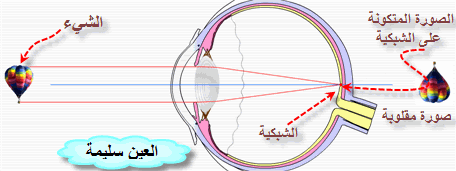 الشيء
الصورة المتكونة
على الشبكية
صورة مقلوبة
الشبكية
العين سليمة